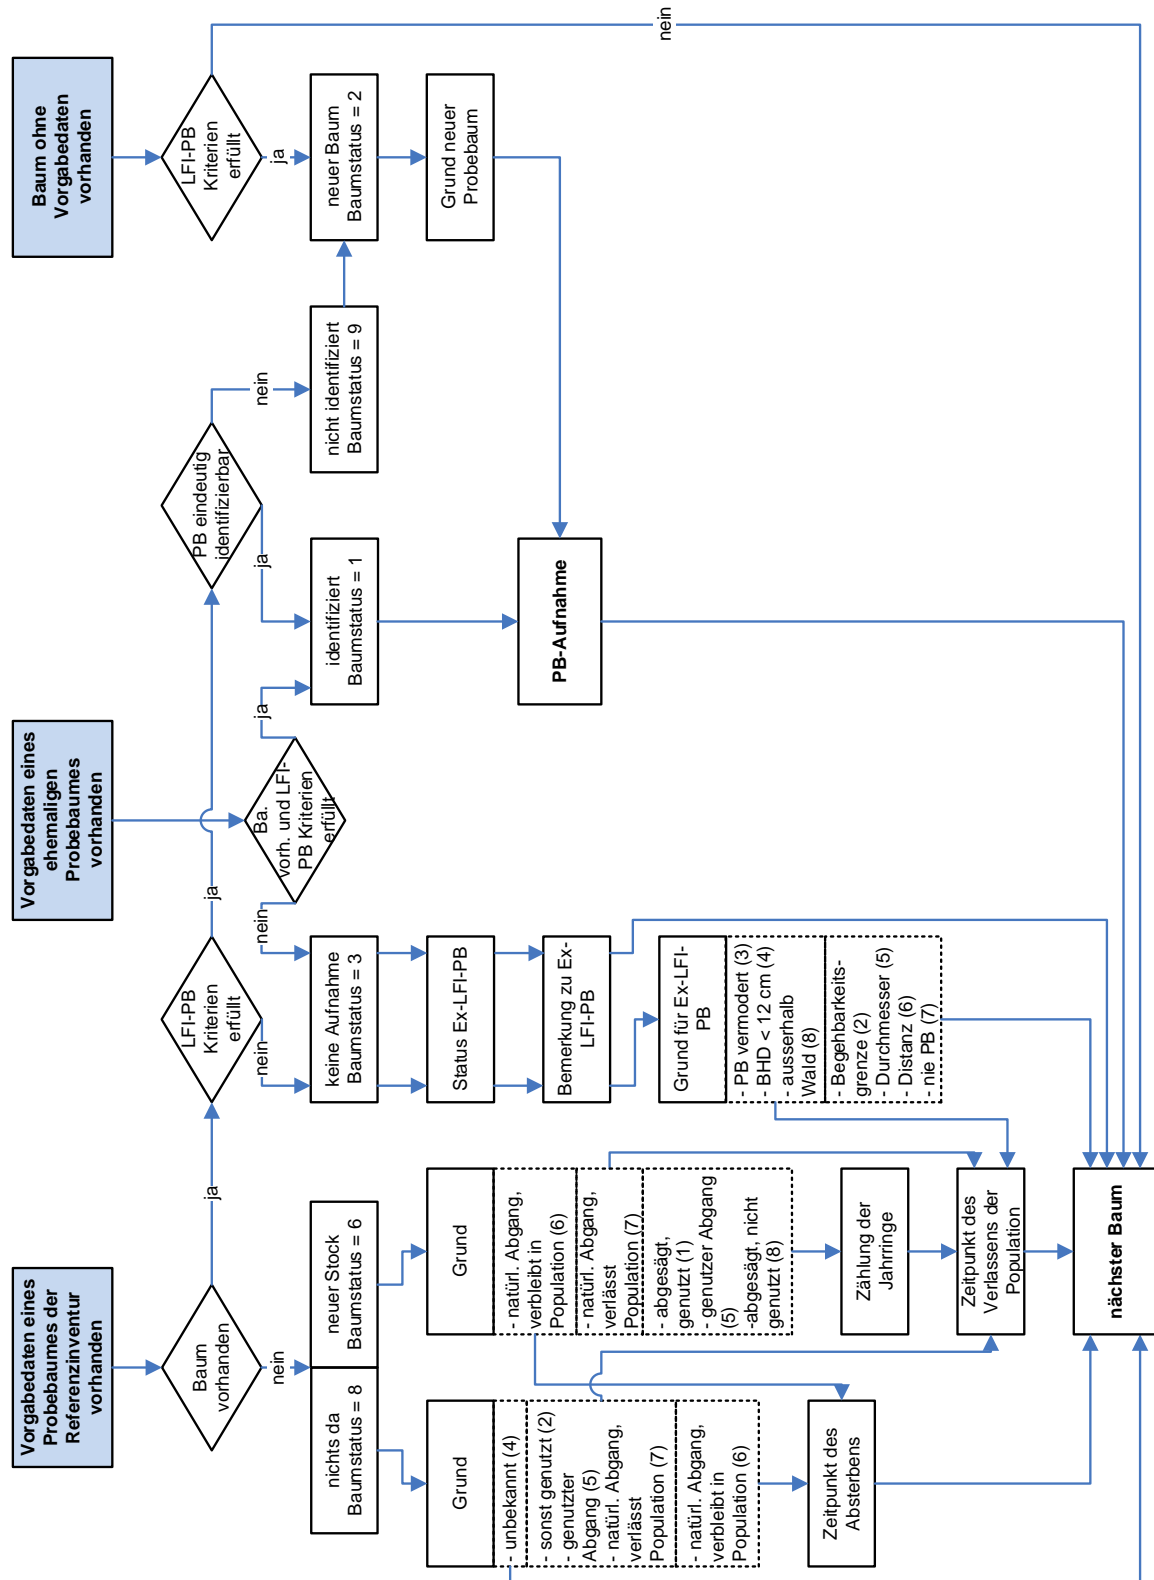 Vorgabedaten eines
Probebaumes der
Referenzinventur
vorhanden
Vorgabedaten eines
ehemaligen
Probebaumes
vorhanden
Baum ohne
Vorgabedaten
vorhanden
Baum
vorhanden
ja
nein
LFI-PB
Kriterien
erfüllt
ja
nein
Ba.
vorh. und LFI-
PB Kriterien
erfüllt
nein
ja
PB eindeutig
identifizierbar
ja
nein
LFI-PB
Kriterien
erfüllt
ja
nein
nichts da
Baumstatus = 8
neuer Stock
Baumstatus = 6
keine Aufnahme
Baumstatus = 3
identifiziert
Baumstatus = 1
nicht identifiziert
Baumstatus = 9
neuer Baum
Baumstatus = 2
Grund
- unbekannt (4)
- sonst genutzt (2)
- genutzter
Abgang (5)
- natürl. Abgang,
verlässt
Population (7)
- natürl. Abgang,
verbleibt in
Population (6)
Grund
- natürl. Abgang,
verbleibt in
Population (6)
- natürl. Abgang,
verlässt
Population (7)
- abgesägt,
genutzt (1)
- genutzer Abgang
(5)
-abgesägt, nicht
genutzt (8)
Status Ex-LFI-PB
Bemerkung zu Ex-
LFI-PB
Grund für Ex-LFI-
PB
- PB vermodert (3)
- BHD < 12 cm (4)
- ausserhalb
Wald (8)
- Begehbarkeits-
grenze (2)
- Durchmesser (5)
- Distanz (6)
- nie PB (7)
Grund neuer
Probebaum
PB-Aufnahme
Zeitpunkt des
Absterbens
Zählung der
Jahrringe
Zeitpunkt des
Verlassens der
Population
nächster Baum